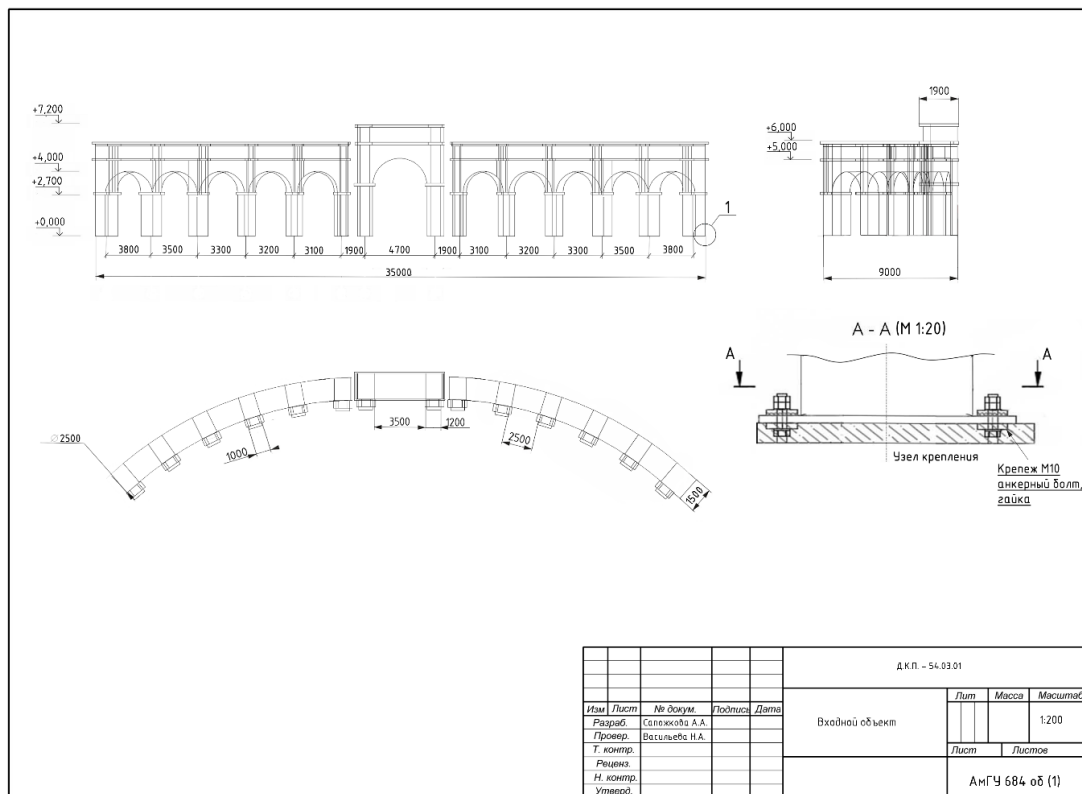 1900
+7,200
+6,000
+5,000
+4,000
+2,700
+0,000
1
3800 3500 3300 3200 3100 1900 4700 1900 3100 3200 3300 3500 3800
35000
9000
А - А (М 1:20)
А А
3500 1200
2500
⌀2500
1000
1500
Узел крепления
Крепеж М10
анкерный болт,
гайка
Д.К.П. – 54.03.01
Лит Масса Масштаб
Изм Лист № докум. Подпись Дата
Входной объект
1:200
Разраб. Сапожкова А.А.
Провер. Васильева Н.А.
Т. контр.
Лист Листов
Реценз.
Н. контр.
АмГУ 684 об (1)
Утверд.